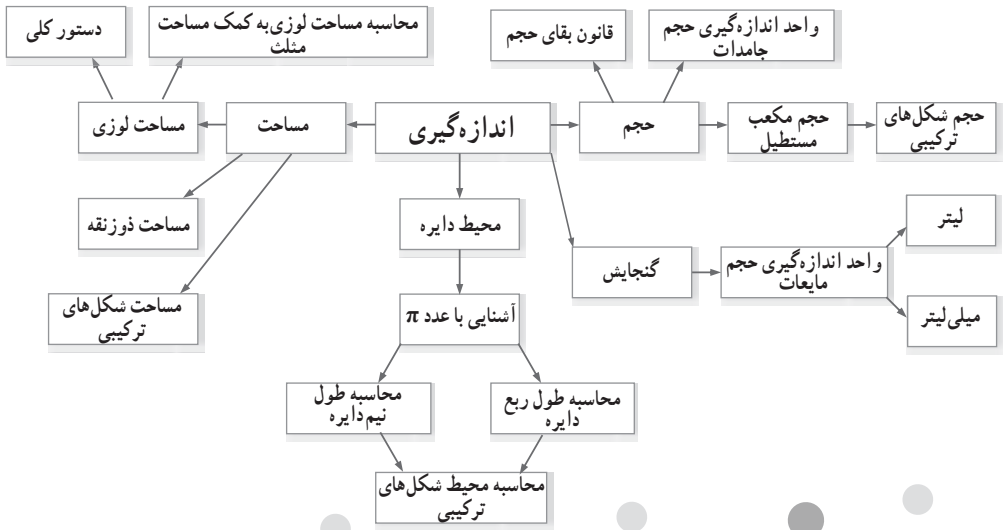 قانون بقای حجم
واحد اندازه‌گیری حجم
جامدات
محاسبه مساحت لوزی‌به کمک مساحت
مثلث
دستور کلی
حجم شکل‌های
ترکیبی
حجم مکعب
مستطیل
حجم
اندازه‌گیری
مساحت
مساحت لوزی
مساحت ذوزنقه
مساحت شکل‌های
ترکیبی
محیط دایره
آشنایی با عدد π
محاسبه طول ربع
دایره
محاسبه طول
نیم‌دایره
محاسبه محیط شکل‌های
ترکیبی
گنجایش
واحد اندازه‌گیری حجم
مایعات
لیتر
میلی‌لیتر